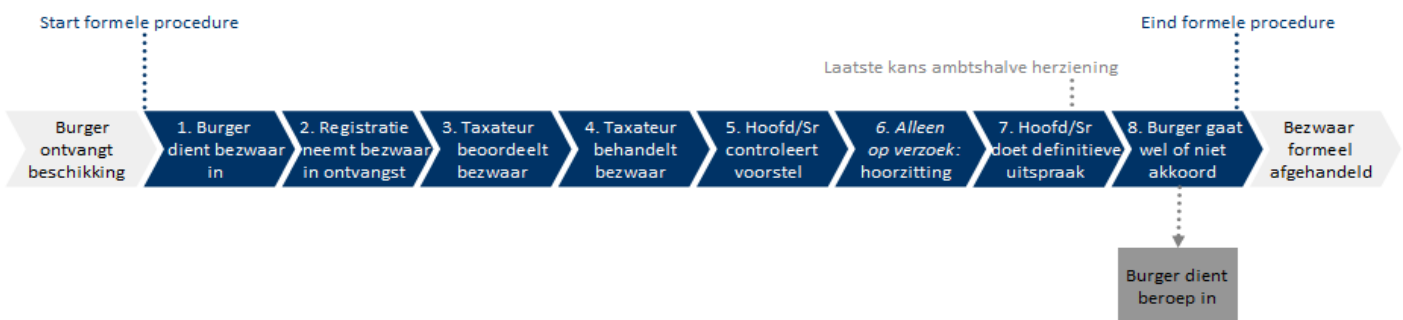 Start formele procedure
Eind formele procedure
Laatste kans ambtshalve herziening
Burger
ontvangt
beschikking
1. Burger
dient bezwaar
in
2. Registratie
neemt bezwaar
in ontvangst
3. Taxateur
beoordeelt
bezwaar
4. Taxateur
behandelt
bezwaar
5. Hoofd/Sr
controleert
voorstel
6. Alleen
op verzoek:
hoorzitting
7. Hoofd/Sr
doet definitieve
uitspraak
8. Burger gaat
wel of niet
akkoord
Bezwaar
formeel
afgehandeld
Burger dient
beroep in